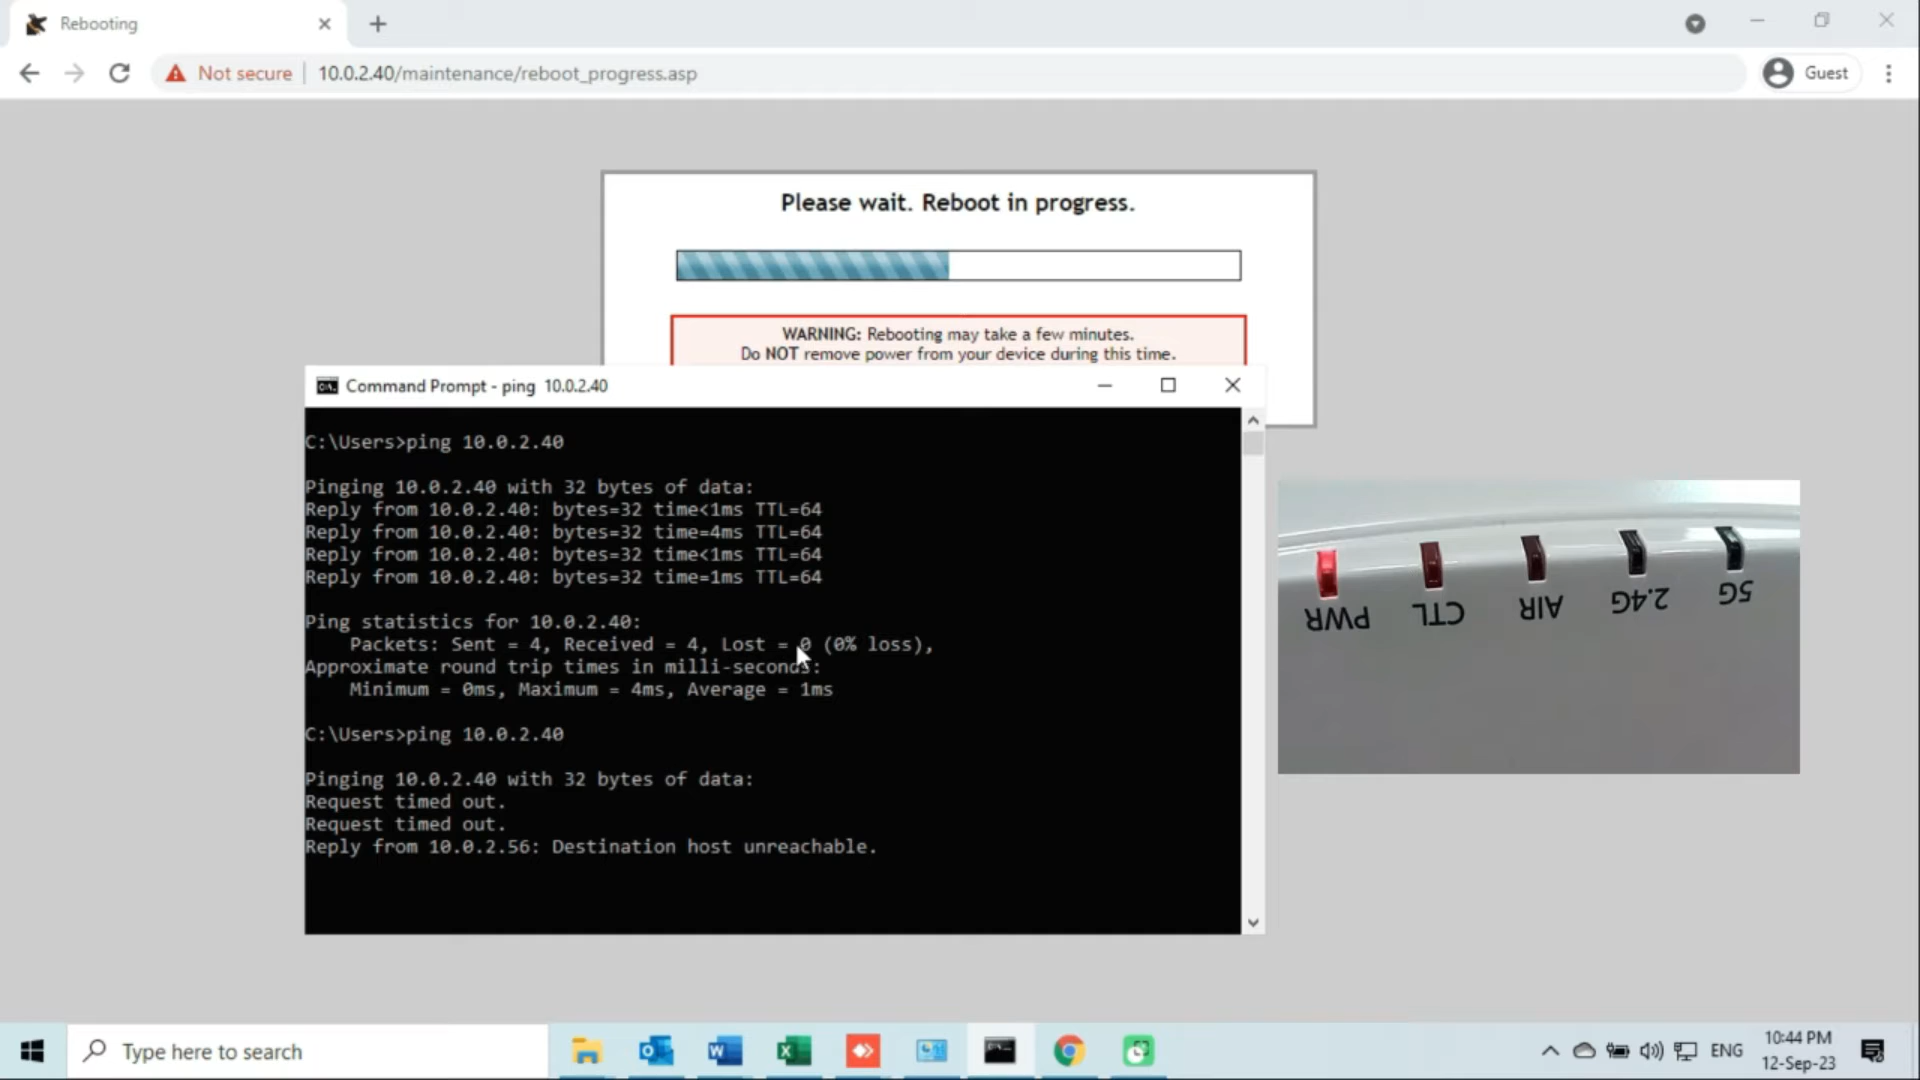 Rebooting
Not secure
10.0.2.40/maintenance/reboot_progress.asp
Guest
Please wait. Reboot in progress.
WARNING: Rebooting may take a few minutes.
Do NOT remove power from your device during this time.
Command Prompt - ping 10.0.2.40
C:\Users>ping 10.0.2.40
Pinging 10.0.2.40 with 32 bytes of data:
Reply from 10.0.2.40: bytes=32 time<1ms TTL=64
Reply from 10.0.2.40: bytes=32 time=4ms TTL=64
Reply from 10.0.2.40: bytes=32 time<1ms TTL=64
Reply from 10.0.2.40: bytes=32 time=1ms TTL=64
Ping statistics for 10.0.2.40:
Packets: Sent = 4, Received = 4, Lost = 0 (0% loss),
Approximate round trip times in milli-seconds:
Minimum = 0ms, Maximum = 4ms, Average = 1ms
C:\Users>ping 10.0.2.40
Pinging 10.0.2.40 with 32 bytes of data:
Request timed out.
Request timed out.
Reply from 10.0.2.56: Destination host unreachable.
PWR CTL AIR 2.4G 5G
Type here to search
ENG
10:44 PM
12-Sep-23